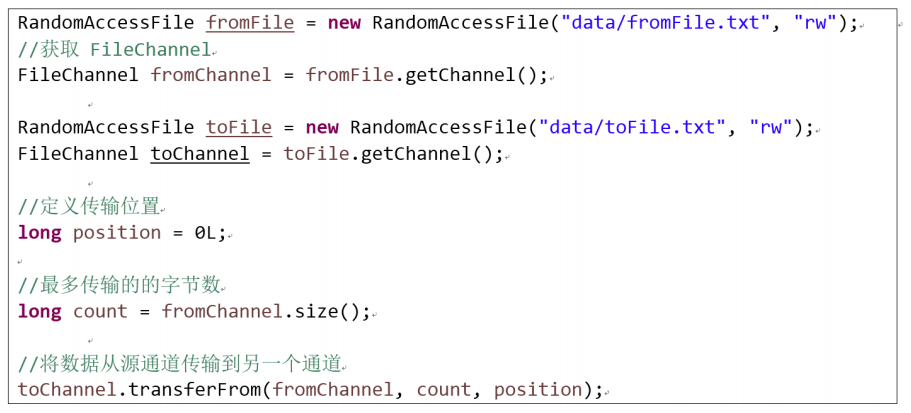 RandomAccessFile fromFile = new RandomAccessFile("data/fromFile.txt", "rw");
//获取 FileChannel
FileChannel fromChannel = fromFile.getChannel();
RandomAccessFile toFile = new RandomAccessFile("data/toFile.txt", "rw");
FileChannel toChannel = toFile.getChannel();
//定义传输位置
long position = 0L;
//最多传输的的字节数
long count = fromChannel.size();
//将数据从源通道传输到另一个通道
toChannel.transferFrom(fromChannel, count, position);